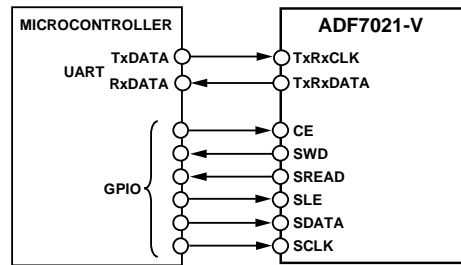 MICROCONTROLLER
ADF7021-V
TxDATA
TxRxCLK
UART
RxDATA
TxRxDATA
CE
SWD
GPIO
SREAD
SLE
SDATA
SCLK